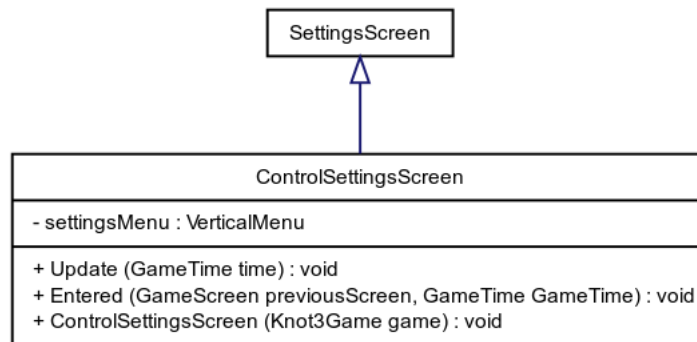 SettingsScreen
ControlSettingsScreen
- settingsMenu : VerticalMenu
+ Update (GameTime time) : void
+ Entered (GameScreen previousScreen, GameTime GameTime) : void
+ ControlSettingsScreen (Knot3Game game) : void